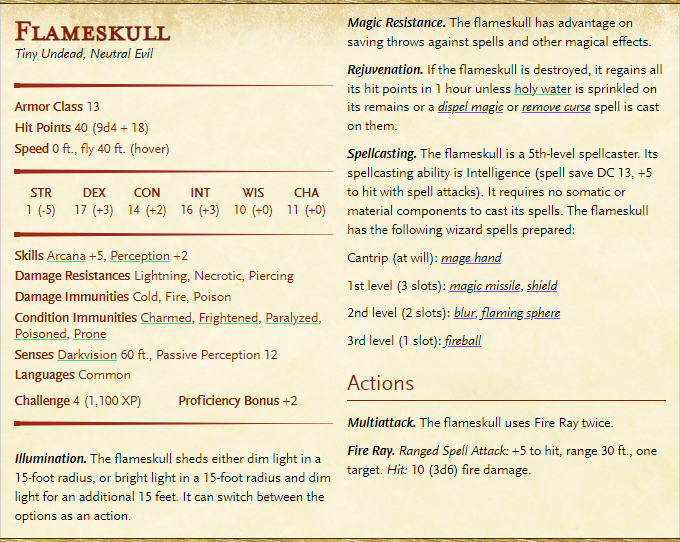 FLAMESKULL
Tiny Undead, Neutral Evil
Armor Class 13
Hit Points 40 (9d4 + 18)
Speed 0 ft., fly 40 ft. (hover)
STR DEX CON INT WIS CHA
1 (-5) 17 (+3) 14 (+2) 16 (+3) 10 (+0) 11 (+0)
Skills Arcana +5, Perception +2
Damage Resistances Lightning, Necrotic, Piercing
Damage Immunities Cold, Fire, Poison
Condition Immunities Charmed, Frightened, Paralyzed,
Poisoned, Prone
Senses Darkvision 60 ft., Passive Perception 12
Languages Common
Challenge 4 (1,100 XP) Proficiency Bonus +2
Illumination. The flameskull sheds either dim light in a
15-foot radius, or bright light in a 15-foot radius and dim
light for an additional 15 feet. It can switch between the
options as an action.
Magic Resistance. The flameskull has advantage on
saving throws against spells and other magical effects.
Rejuvenation. If the flameskull is destroyed, it regains all
its hit points in 1 hour unless holy water is sprinkled on
its remains or a dispel magic or remove curse spell is cast
on them.
Spellcasting. The flameskull is a 5th-level spellcaster. Its
spellcasting ability is Intelligence (spell save DC 13, +5
to hit with spell attacks). It requires no somatic or
material components to cast its spells. The flameskull
has the following wizard spells prepared:
Cantrip (at will): mage hand
1st level (3 slots): magic missile, shield
2nd level (2 slots): blur, flaming sphere
3rd level (1 slot): fireball
Actions
Multiattack. The flameskull uses Fire Ray twice.
Fire Ray. Ranged Spell Attack: +5 to hit, range 30 ft., one
target. Hit: 10 (3d6) fire damage.